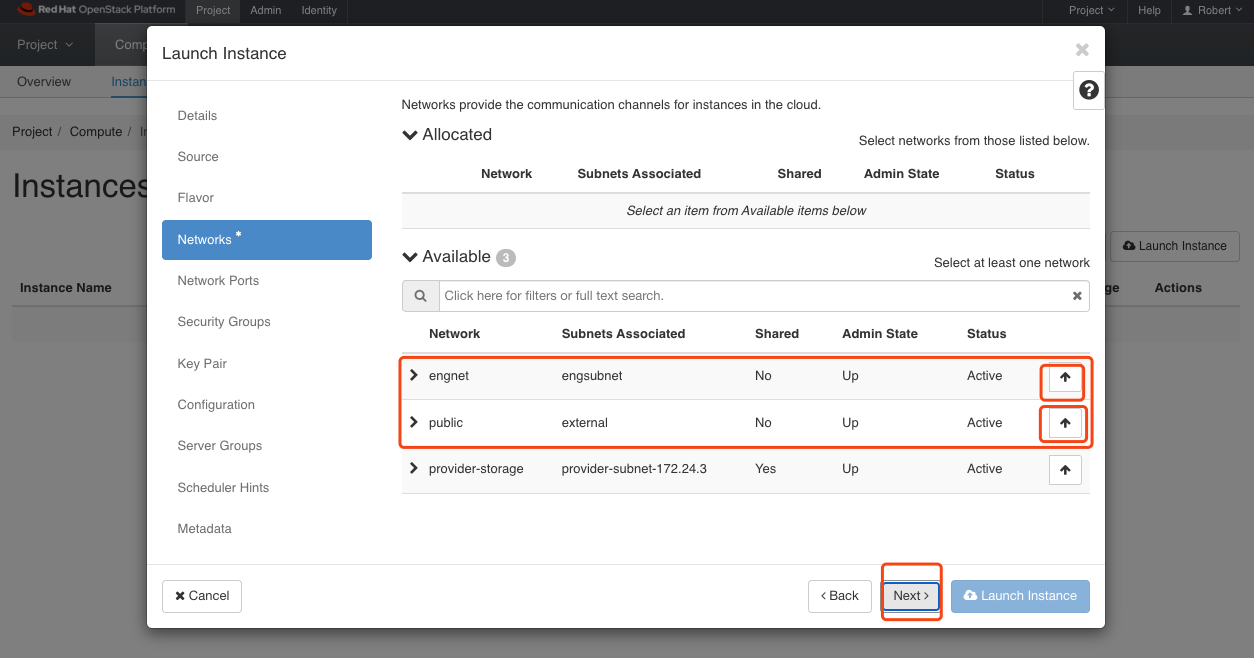 Red Hat OpenStack Platform Project Admin Identity Project Help Robert
Project Comp
Overview Instan
Project / Compute / In
Instances
Launch Instance
Instance Name ge Actions
Launch Instance
Details
Source
Flavor
Networks *
Network Ports
Security Groups
Key Pair
Configuration
Server Groups
Scheduler Hints
Metadata
Networks provide the communication channels for instances in the cloud.
Allocated
Select networks from those listed below.
Network Subnets Associated Shared Admin State Status
Select an item from Available items below
Available 3
Select at least one network
Click here for filters or full text search.
Network Subnets Associated Shared Admin State Status
engnet engsubnet No Up Active
public external No Up Active
provider-storage provider-subnet-172.24.3 Yes Up Active
Cancel < Back Next > Launch Instance